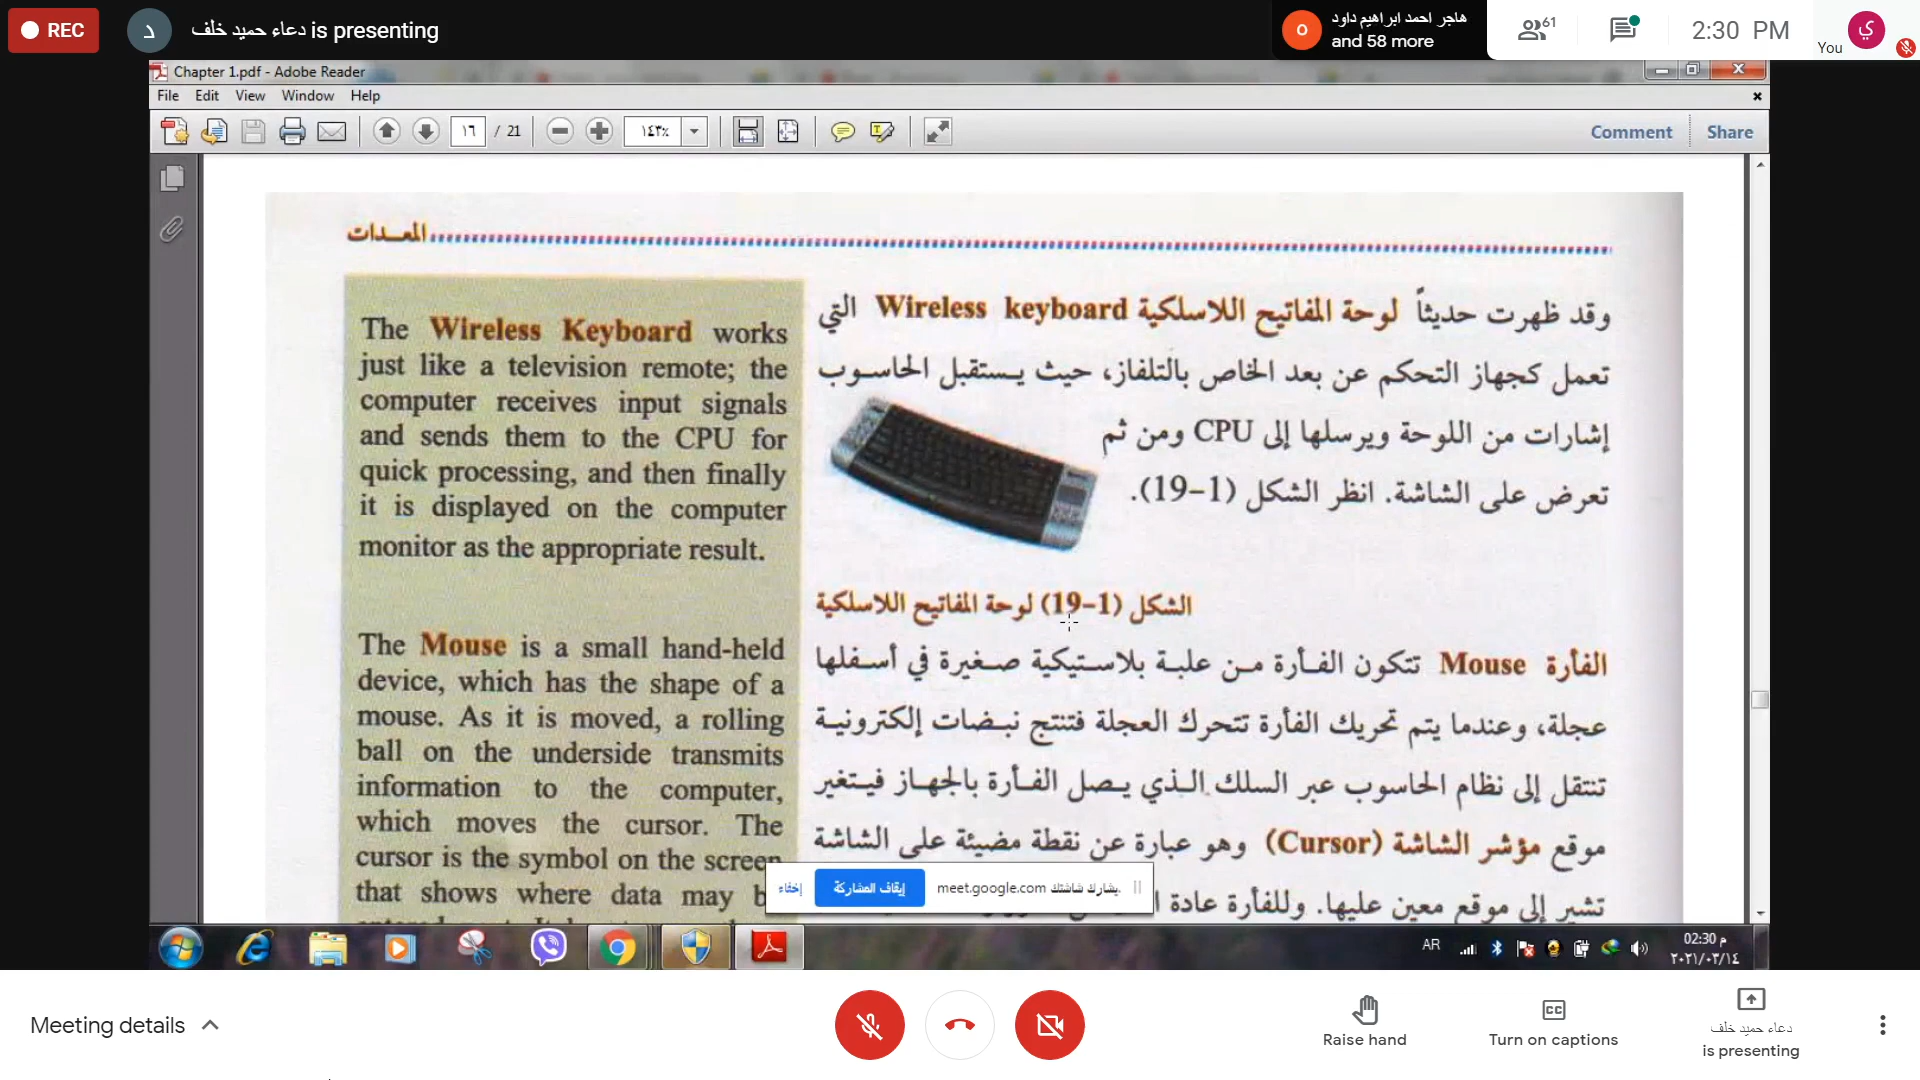 REC
د
دعاء حميد خلف is presenting
هاجر احمد ابراهيم داود
and 58 more
61
2:30 PM
You
ي
Chapter 1.pdf - Adobe Reader
File Edit View Window Help
١٦ / 21
١٤٣٪
Comment
Share
المعـدات
The Wireless Keyboard works
just like a television remote; the
computer receives input signals
and sends them to the CPU for
quick processing, and then finally
it is displayed on the computer
monitor as the appropriate result.
The Mouse is a small hand-held
device, which has the shape of a
mouse. As it is moved, a rolling
ball on the underside transmits
information to the computer,
which moves the cursor. The
cursor is the symbol on the screen
that shows where data may
وقد ظهرت حديثاً لوحة المفاتيح اللاسلكية Wireless keyboard التي
تعمل كجهاز التحكم عن بعد الخاص بالتلفاز، حيث يستقبل الحاسوب
إشارات من اللوحة ويرسلها إلى CPU ومن ثم
تعرض على الشاشة. انظر الشكل (1-19).
الشكل (1-19) لوحة المفاتيح اللاسلكية
الفأرة Mouse تتكون الفأرة من علبة بلاستيكية صغيرة في أسفلها
عجلة، وعندما يتم تحريك الفأرة تتحرك العجلة فتنتج نبضات إلكترونية
تنتقل إلى نظام الحاسوب عبر السلك الذي يصل الفأرة بالجهاز فيتغير
موقع مؤشر الشاشة (Cursor) وهو عبارة عن نقطة مضيئة على الشاشة
تشير إلى موقع معين عليها. وللفأرة عادة
يشارك شاشتك meet.google.com.
إيقاف المشاركة
إخفاء
AR
02:30 م
٢٠٢١/٠٣/١٤
Meeting details
Raise hand
Turn on captions
دعاء حميد خلف
is presenting